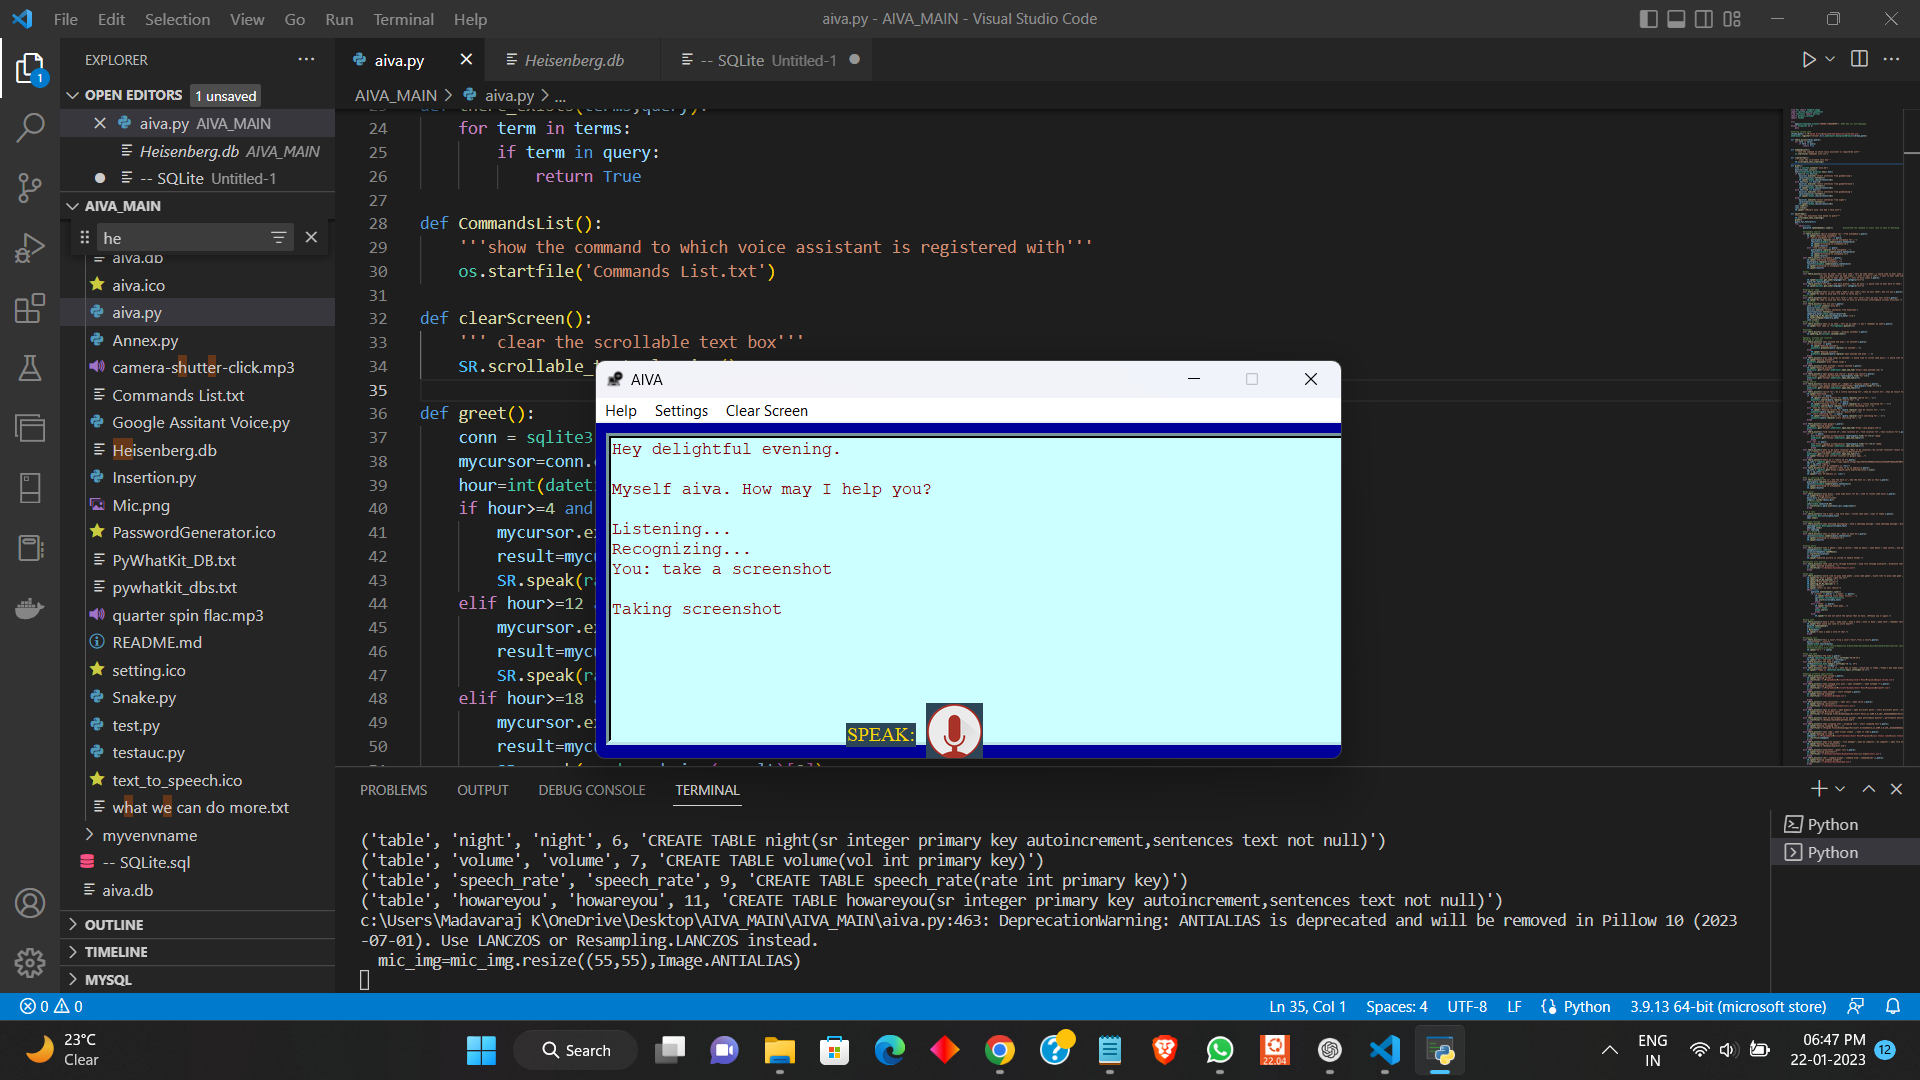 File Edit Selection View Go Run Terminal Help
aiva.py - AIVA_MAIN - Visual Studio Code
EXPLORER
OPEN EDITORS 1 unsaved
aiva.py AIVA_MAIN
Heisenberg.db AIVA_MAIN
-- SQLite Untitled-1
AIVA_MAIN
he
aiva.db
aiva.ico
aiva.py
Annex.py
camera-shutter-click.mp3
Commands List.txt
Google Assitant Voice.py
Heisenberg.db
Insertion.py
Mic.png
PasswordGenerator.ico
PyWhatKit_DB.txt
pywhatkit_dbs.txt
quarter spin flac.mp3
README.md
setting.ico
Snake.py
test.py
testauc.py
text_to_speech.ico
what we can do more.txt
myvenvname
-- SQLite.sql
aiva.db
OUTLINE
TIMELINE
MYSQL
aiva.py
Heisenberg.db
-- SQLite Untitled-1
AIVA_MAIN > aiva.py > ...
24 for term in terms:
25 if term in query:
26 return True
27
28 def CommandsList():
29 '''show the command to which voice assistant is registered with'''
30 os.startfile('Commands List.txt')
31
32 def clearScreen():
33 ''' clear the scrollable text box'''
34 SR.scrollable_
35
36 def greet():
37 conn = sqlite3
38 mycursor=conn.
39 hour=int(datet
40 if hour>=4 and
41 mycursor.ex
42 result=myc
43 SR.speak(r
44 elif hour>=12
45 mycursor.ex
46 result=myc
47 SR.speak(r
48 elif hour>=18
49 mycursor.ex
50 result=myc
AIVA
Help Settings Clear Screen
Hey delightful evening.
Myself aiva. How may I help you?
Listening...
Recognizing...
You: take a screenshot
Taking screenshot
SPEAK:
PROBLEMS OUTPUT DEBUG CONSOLE TERMINAL
('table', 'night', 'night', 6, 'CREATE TABLE night(sr integer primary key autoincrement,sentences text not null)')
('table', 'volume', 'volume', 7, 'CREATE TABLE volume(vol int primary key)')
('table', 'speech_rate', 'speech_rate', 9, 'CREATE TABLE speech_rate(rate int primary key)')
('table', 'howareyou', 'howareyou', 11, 'CREATE TABLE howareyou(sr integer primary key autoincrement,sentences text not null)')
c:\Users\Madavaraj K\OneDrive\Desktop\AIVA_MAIN\AIVA_MAIN\aiva.py:463: DeprecationWarning: ANTIALIAS is deprecated and will be removed in Pillow 10 (2023
-07-01). Use LANCZOS or Resampling.LANCZOS instead.
mic_img=mic_img.resize((55,55),Image.ANTIALIAS)
Python
Python
0 0
Ln 35, Col 1 Spaces: 4 UTF-8 LF Python 3.9.13 64-bit (microsoft store)
23°C
Clear
Search
22.04
ENG
IN
06:47 PM
22-01-2023
12